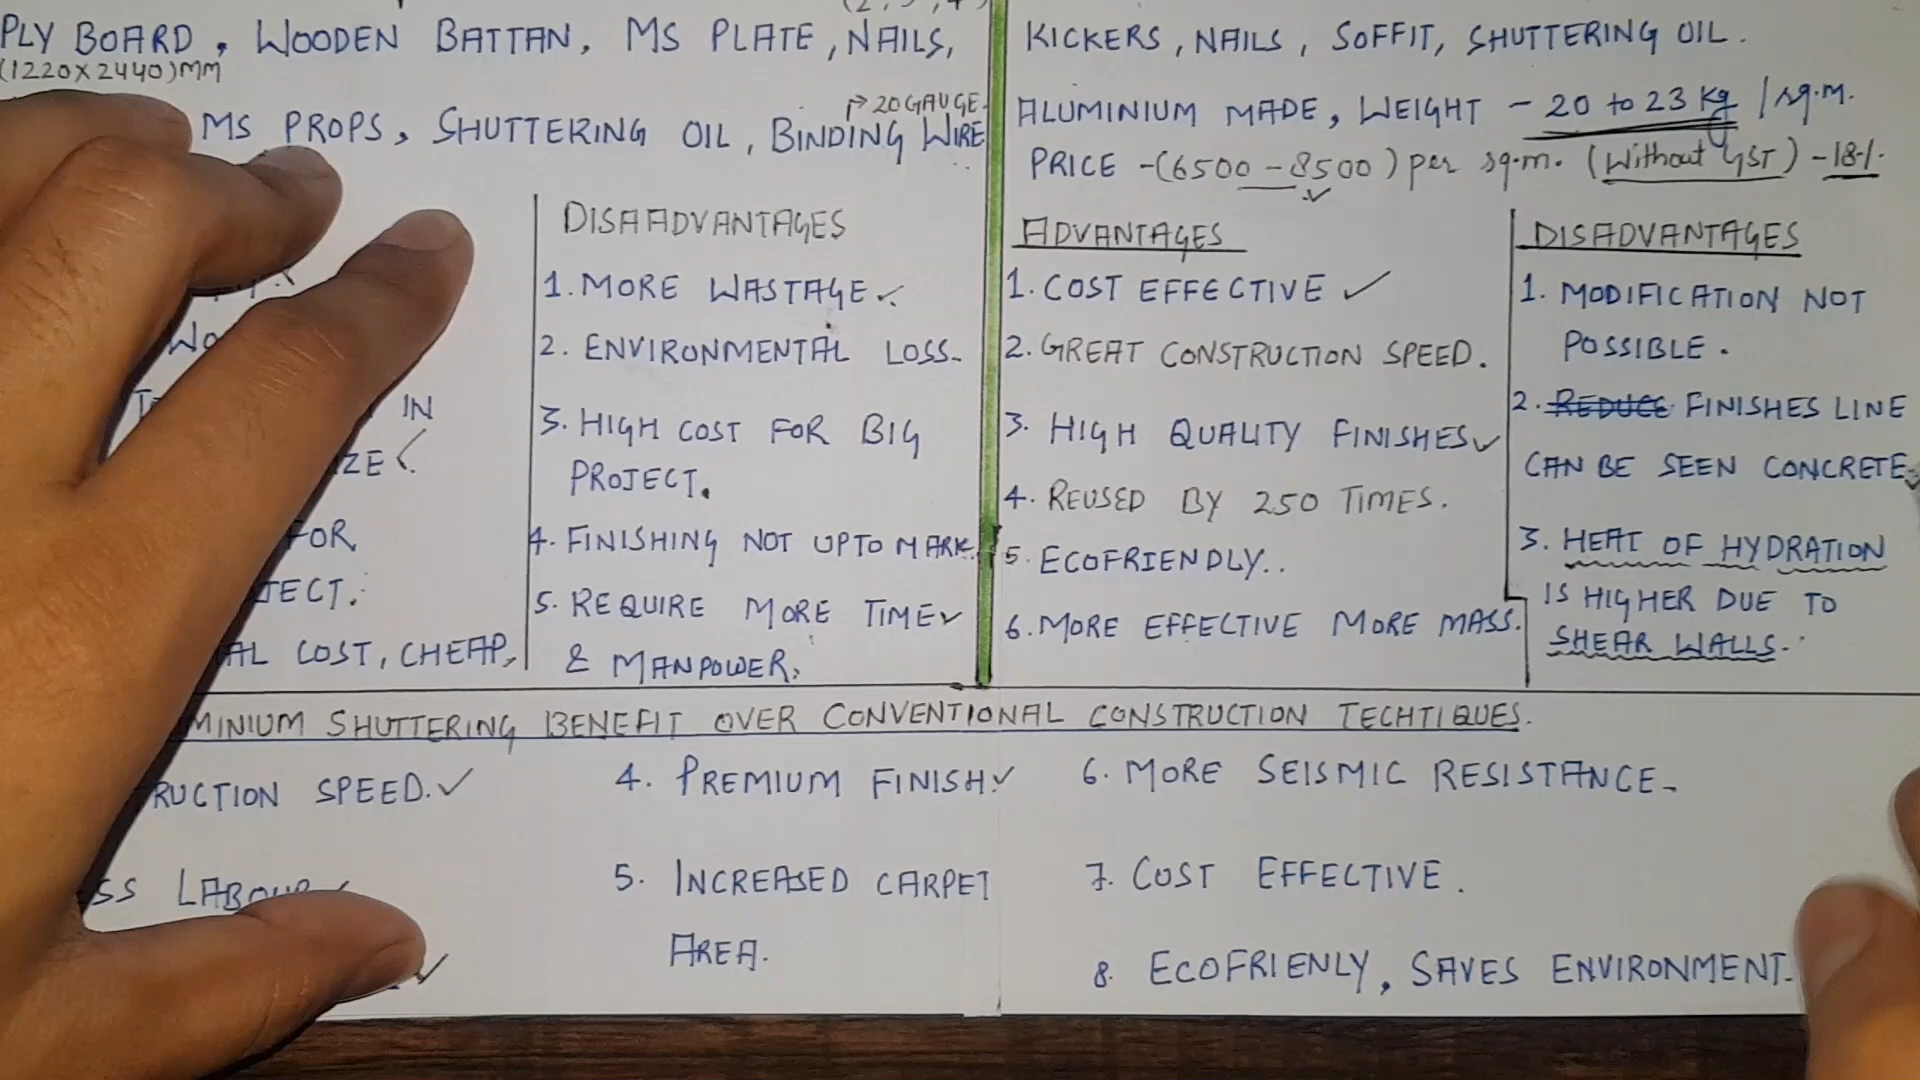 PLY BOARD, WOODEN BATTAN, MS PLATE, NAILS,
(1220X2440)MM
20 GAUGE.
MS PROPS, SHUTTERING OIL, BINDING WIRE
DISAADVANTAGES
1. MORE WASTAGE
2. ENVIRONMENTAL LOSS.
3. HIGH COST FOR BIG
PROJECT.
4. FINISHING NOT UPTO MARK.
5. REQUIRE MORE TIME
& MANPOWER.
IN
FOR
COST, CHEAP,
KICKERS, NAILS, SOFFIT, SHUTTERING OIL.
ALUMINIUM MADE, WEIGHT - 20 to 23 Kg /sq.m.
PRICE -(6500-8500) per sq.m. (Without GST) -18%.
ADVANTAGES
1. COST EFFECTIVE ✓
2. GREAT CONSTRUCTION SPEED.
3. HIGH QUALITY FINISHES ✓
4. REUSED BY 250 TIMES.
5. ECOFRIENDLY..
6. MORE EFFECTIVE MORE MASS.
DISADVANTAGES
1. MODIFICATION NOT
POSSIBLE.
2. REDUCE FINISHES LINE
CAN BE SEEN CONCRETE
3. HEAT OF HYDRATION
IS HIGHER DUE TO
SHEAR WALLS.
MINIUM SHUTTERING BENEFIT OVER CONVENTIONAL CONSTRUCTION TECHTIQUES.
RUCTION SPEED. ✓
SS LABOUR
4. PREMIUM FINISH. ✓
5. INCREASED CARPET
AREA.
6. MORE SEISMIC RESISTANCE.
7. COST EFFECTIVE.
8. ECOFRIENLY, SAVES ENVIRONMENT.